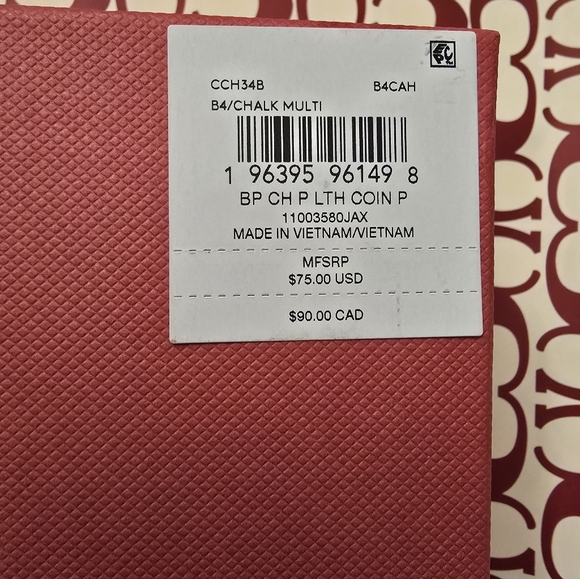 CCH34B B4CAH
B4/CHALK MULTI
1 96395 96149 8
BP CH P LTH COIN P
11003580JAX
MADE IN VIETNAM/VIETNAM
MFSRP
$75.00 USD
$90.00 CAD